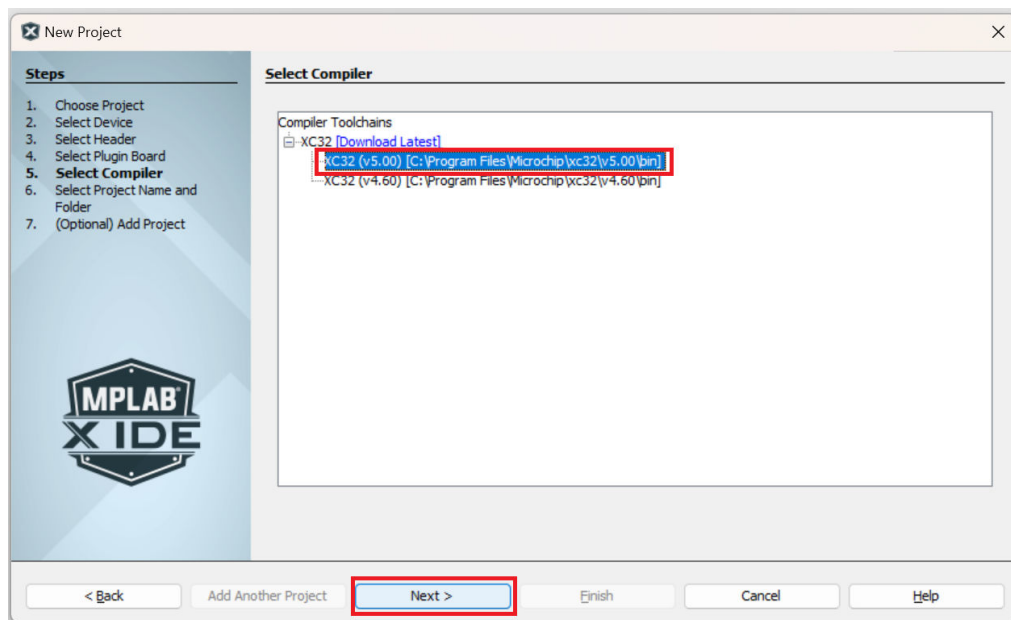 New Project
Steps
1. Choose Project
2. Select Device
3. Select Header
4. Select Plugin Board
5. Select Compiler
6. Select Project Name and
Folder
7. (Optional) Add Project
MPLAB
X IDE
Select Compiler
Compiler Toolchains
XC32 [Download Latest]
XC32 (v5.00) [C:\Program Files\Microchip\xc32\v5.00\bin]
XC32 (v4.60) [C:\Program Files\Microchip\xc32\v4.60\bin]
< Back
Add Another Project
Next >
Finish
Cancel
Help